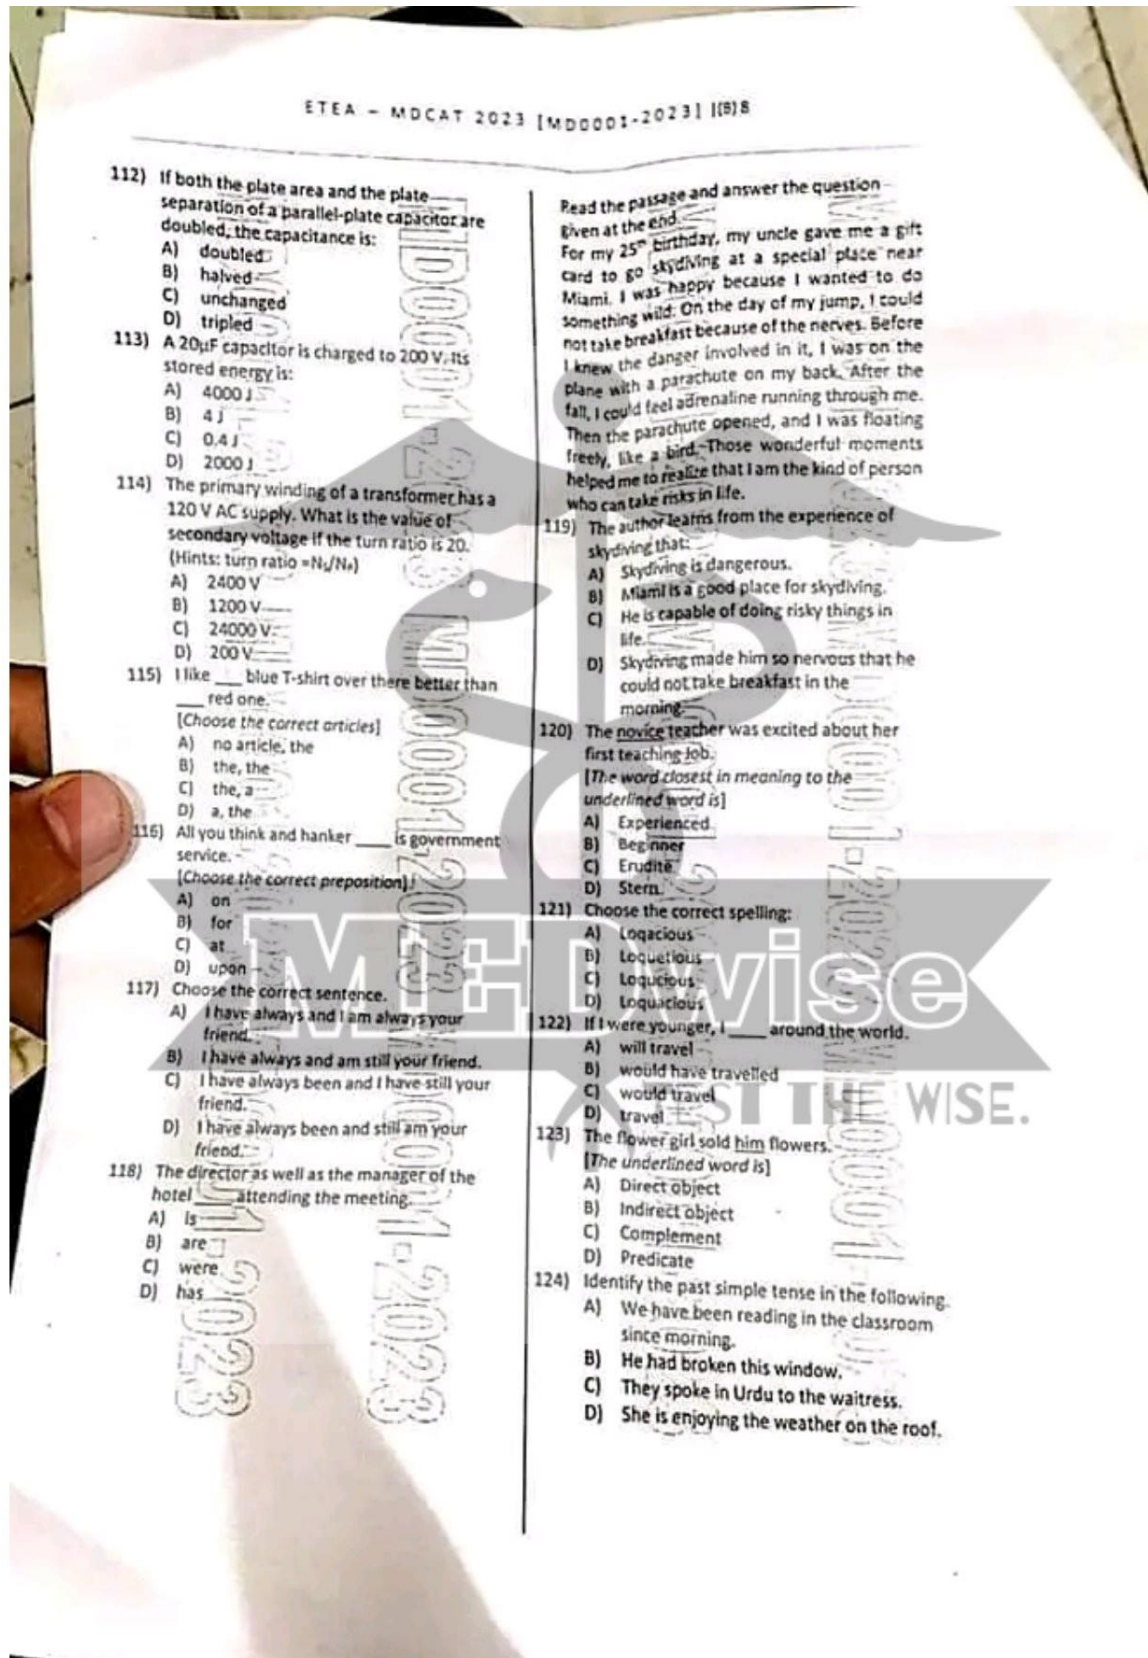 ETEA – MDCAT 2023 [MD0001-2023] |(8)8
112) If both the plate area and the plate
separation of a parallel-plate capacitor are
doubled, the capacitance is:
A) doubled
B) halved
C) unchanged
D) tripled
113) A 20µF capacitor is charged to 200 V. Its
stored energy is:
A) 4000 J
B) 4 J
C) 0.4 J
D) 2000 J
114) The primary winding of a transformer has a
120 V AC supply. What is the value of
secondary voltage if the turn ratio is 20.
(Hints: turn ratio =Nₛ/Nₚ)
A) 2400 V
B) 1200 V
C) 24000 V
D) 200 V
115) I like ___ blue T-shirt over there better than
___ red one.
[Choose the correct articles]
A) no article, the
B) the, the
C) the, a
D) a, the
116) All you think and hanker ____ is government
service.
[Choose the correct preposition]
A) on
B) for
C) at
D) upon
117) Choose the correct sentence.
A) I have always and I am always your
friend.
B) I have always and am still your friend.
C) I have always been and I have still your
friend.
D) I have always been and still am your
friend.
118) The director as well as the manager of the
hotel ____ attending the meeting.
A) is
B) are
C) were
D) has
Read the passage and answer the question
given at the end.
For my 25th birthday, my uncle gave me a gift
card to go skydiving at a special place near
Miami. I was happy because I wanted to do
something wild. On the day of my jump, I could
not take breakfast because of the nerves. Before
I knew the danger involved in it, I was on the
plane with a parachute on my back. After the
fall, I could feel adrenaline running through me.
Then the parachute opened, and I was floating
freely, like a bird. Those wonderful moments
helped me to realize that I am the kind of person
who can take risks in life.
119) The author learns from the experience of
skydiving that:
A) Skydiving is dangerous.
B) Miami is a good place for skydiving.
C) He is capable of doing risky things in
life.
D) Skydiving made him so nervous that he
could not take breakfast in the
morning.
120) The novice teacher was excited about her
first teaching Job.
[The word closest in meaning to the
underlined word is]
A) Experienced
B) Beginner
C) Erudite
D) Stern
121) Choose the correct spelling:
A) Loqacious
B) Loquetious
C) Loqucious
D) Loquacious
122) If I were younger, I ____ around the world.
A) will travel
B) would have travelled
C) would travel
D) travel
123) The flower girl sold him flowers.
[The underlined word is]
A) Direct object
B) Indirect object
C) Complement
D) Predicate
124) Identify the past simple tense in the following.
A) We have been reading in the classroom
since morning.
B) He had broken this window.
C) They spoke in Urdu to the waitress.
D) She is enjoying the weather on the roof.
MD0001-2023 MD0001-2023 MD0001-2023
MEDwise
THE WISE.